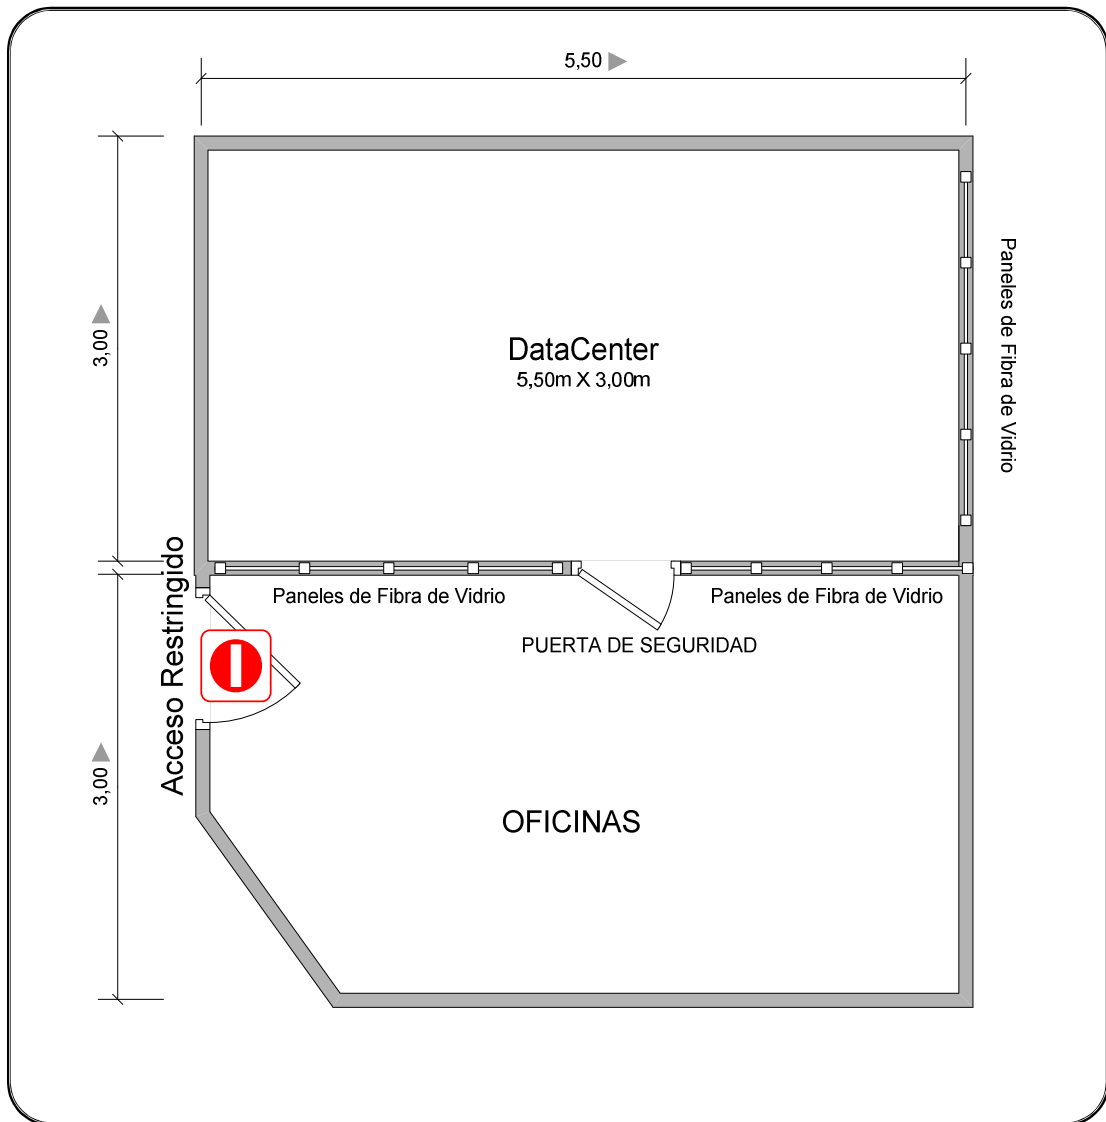 5,50
3,00
Paneles de Fibra de Vidrio
DataCenter
5,50m X 3,00m
Acceso Restringido
Paneles de Fibra de Vidrio
Paneles de Fibra de Vidrio
PUERTA DE SEGURIDAD
3,00
OFICINAS